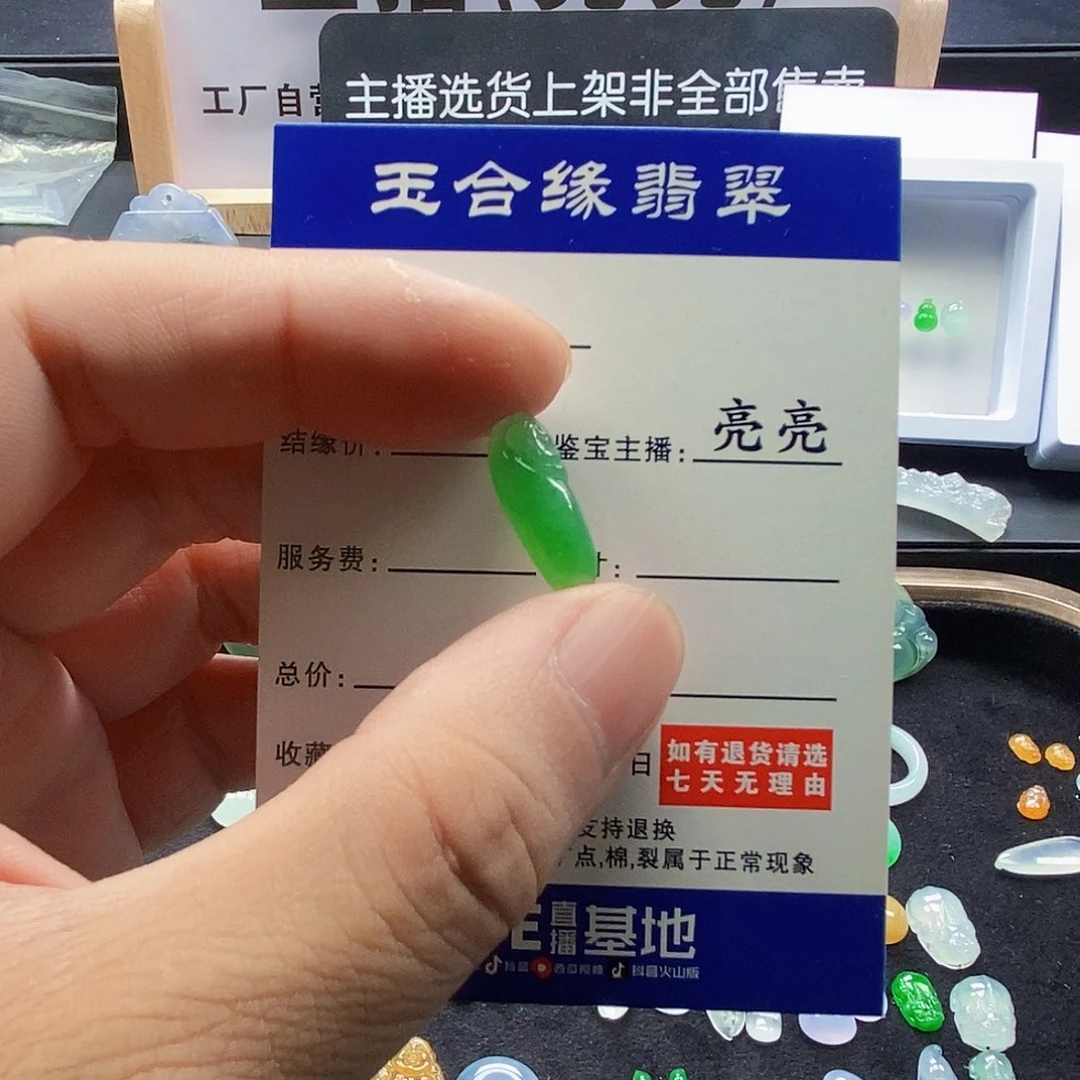 工厂自营
主播选货上架非全部售卖
玉合缘翡翠
结缘价:
鉴宝主播: 亮亮
服务费:
计:
总价:
收藏
日
如有退货请选
七天无理由
支持退换
点,棉,裂属于正常现象
直播
基地
抖音 西瓜视频 抖音火山版